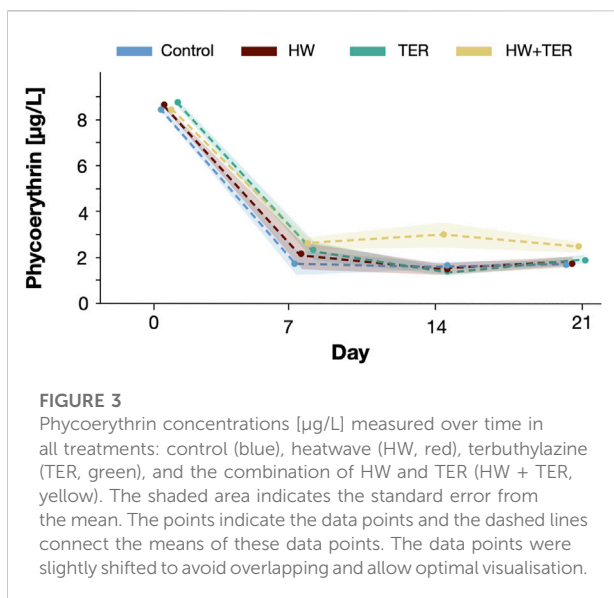 Control HW TER HW+TER
Phycoerythrin [µg/L]
8
6
4
2
0
0 7 14 21
Day
FIGURE 3
Phycoerythrin concentrations [µg/L] measured over time in
all treatments: control (blue), heatwave (HW, red), terbuthylazine
(TER, green), and the combination of HW and TER (HW + TER,
yellow). The shaded area indicates the standard error from
the mean. The points indicate the data points and the dashed lines
connect the means of these data points. The data points were
slightly shifted to avoid overlapping and allow optimal visualisation.